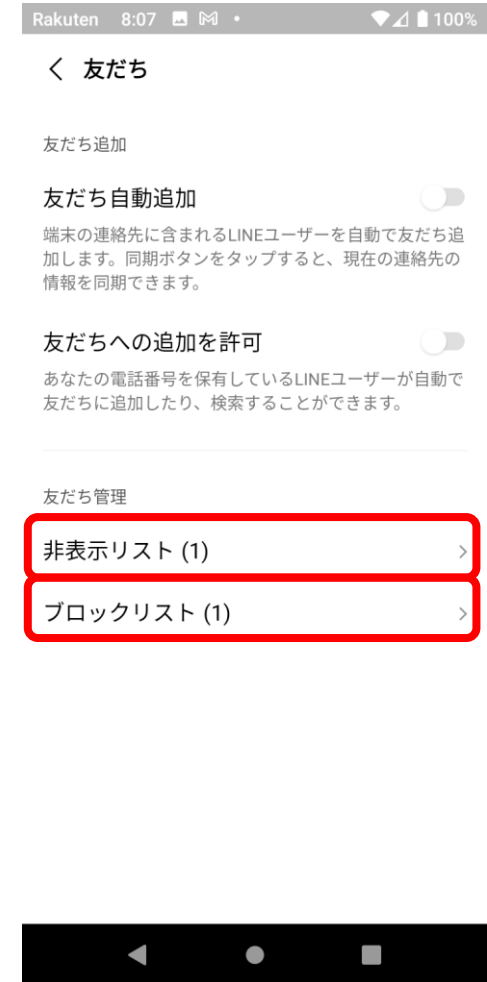 Rakuten 8:07 100%
友だち
友だち追加
友だち自動追加
端末の連絡先に含まれるLINEユーザーを自動で友だち追
加します。同期ボタンをタップすると、現在の連絡先の
情報を同期できます。
友だちへの追加を許可
あなたの電話番号を保有しているLINEユーザーが自動で
友だちに追加したり、検索することができます。
友だち管理
非表示リスト (1)
ブロックリスト (1)